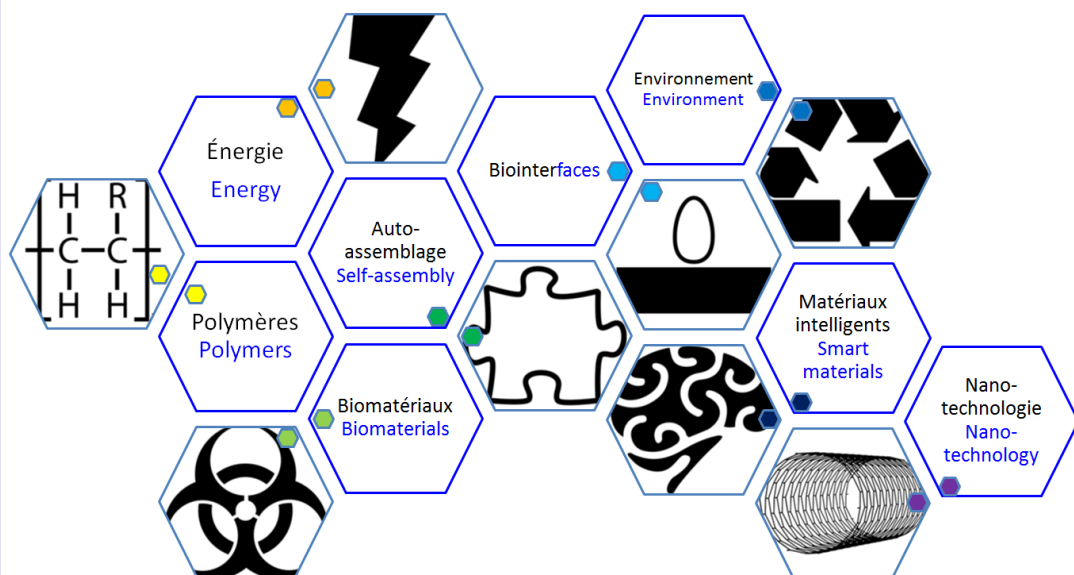 Environnement
Environment
Énergie
Energy
Biointerfaces
H R
C C
H H
Auto-
assemblage
Self-assembly
Polymères
Polymers
Matériaux
intelligents
Smart
materials
Biomatériaux
Biomaterials
Nano-
technologie
Nano-
technology